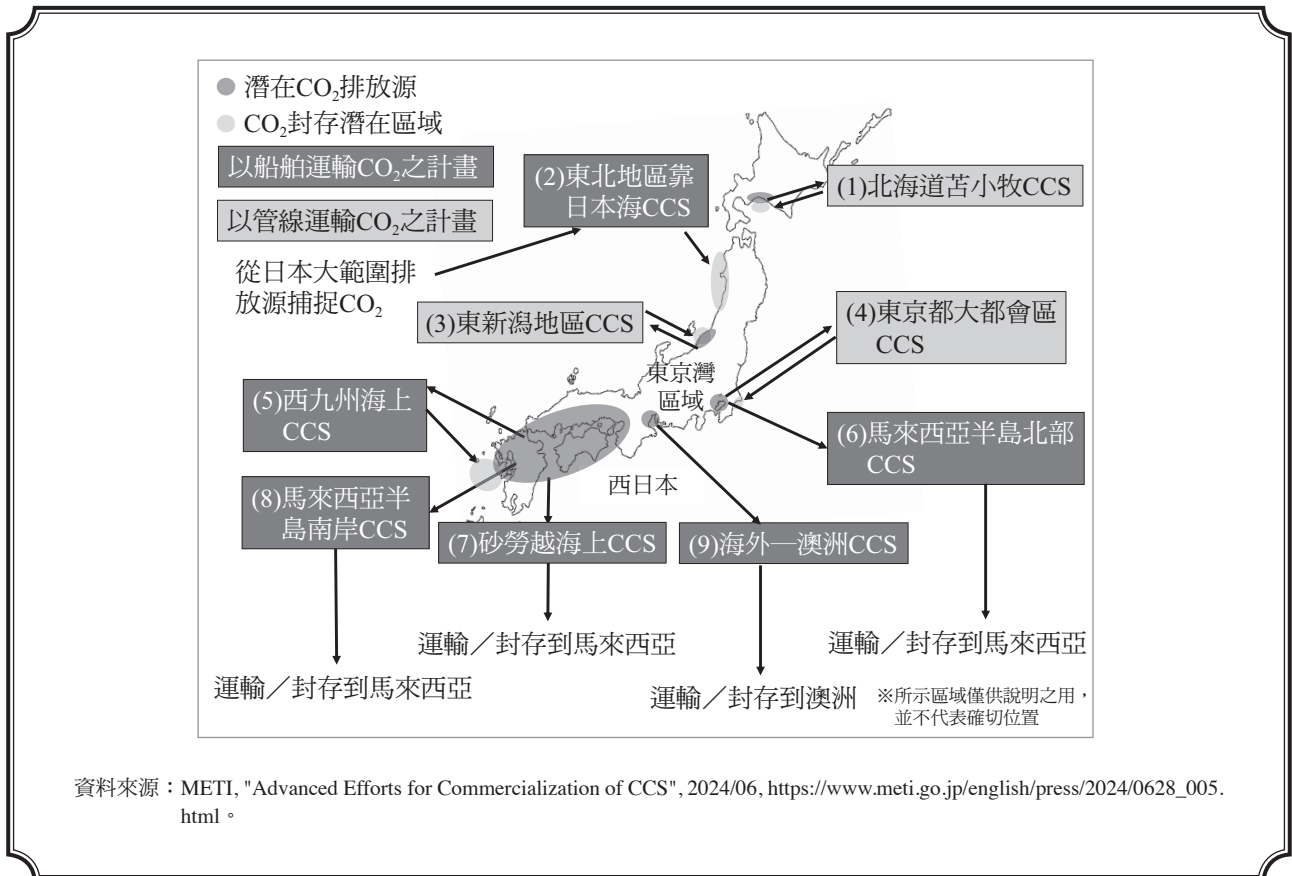 潛在CO₂排放源
CO₂封存潛在區域
以船舶運輸CO₂之計畫
以管線運輸CO₂之計畫
從日本大範圍排
放源捕捉CO₂
(2)東北地區靠
日本海CCS
(1)北海道苫小牧CCS
(3)東新潟地區CCS
(4)東京都大都會區
CCS
東京灣
區域
(5)西九州海上
CCS
(6)馬來西亞半島北部
CCS
西日本
(8)馬來西亞半
島南岸CCS
(7)砂勞越海上CCS
(9)海外—澳洲CCS
運輸／封存到馬來西亞
運輸／封存到馬來西亞
運輸／封存到馬來西亞
運輸／封存到澳洲
※所示區域僅供說明之用，
並不代表確切位置
資料來源：METI, "Advanced Efforts for Commercialization of CCS", 2024/06, https://www.meti.go.jp/english/press/2024/0628_005.
html。